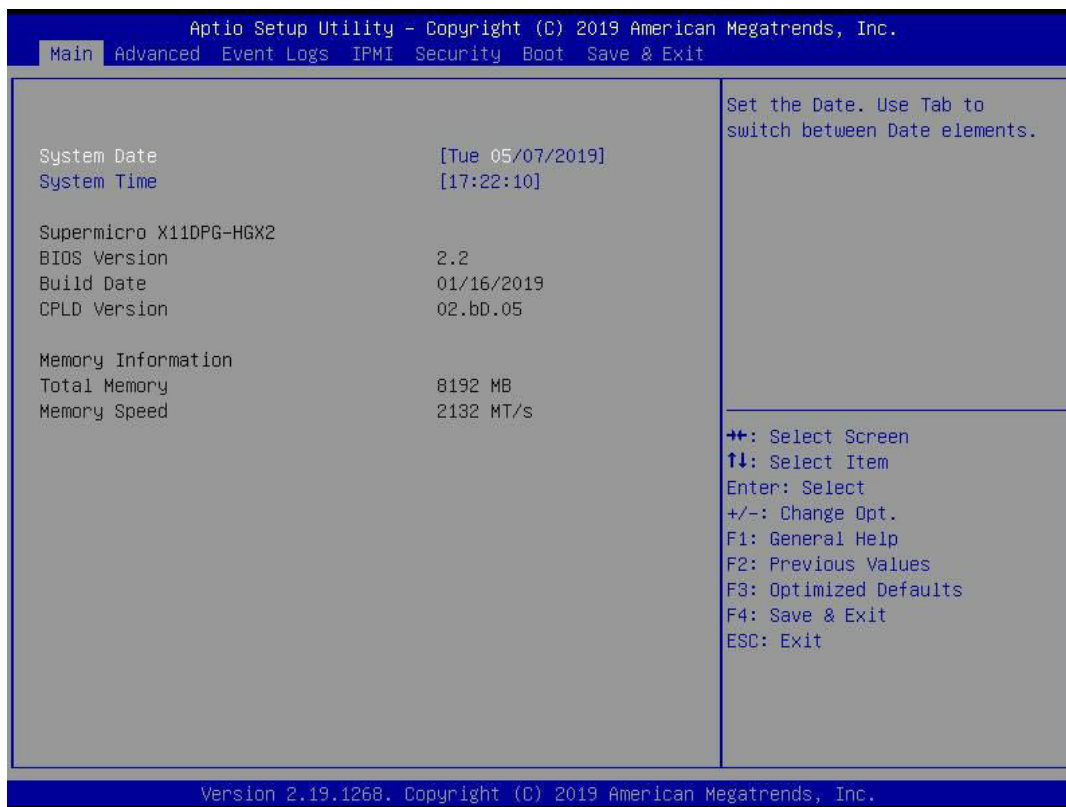 Aptio Setup Utility – Copyright (C) 2019 American Megatrends, Inc.
Main Advanced Event Logs IPMI Security Boot Save & Exit
System Date [Tue 05/07/2019]
System Time [17:22:10]
Supermicro X11DPG-HGX2
BIOS Version 2.2
Build Date 01/16/2019
CPLD Version 02.bD.05
Memory Information
Total Memory 8192 MB
Memory Speed 2132 MT/s
Set the Date. Use Tab to
switch between Date elements.
→←: Select Screen
↑↓: Select Item
Enter: Select
+/-: Change Opt.
F1: General Help
F2: Previous Values
F3: Optimized Defaults
F4: Save & Exit
ESC: Exit
Version 2.19.1268. Copyright (C) 2019 American Megatrends, Inc.